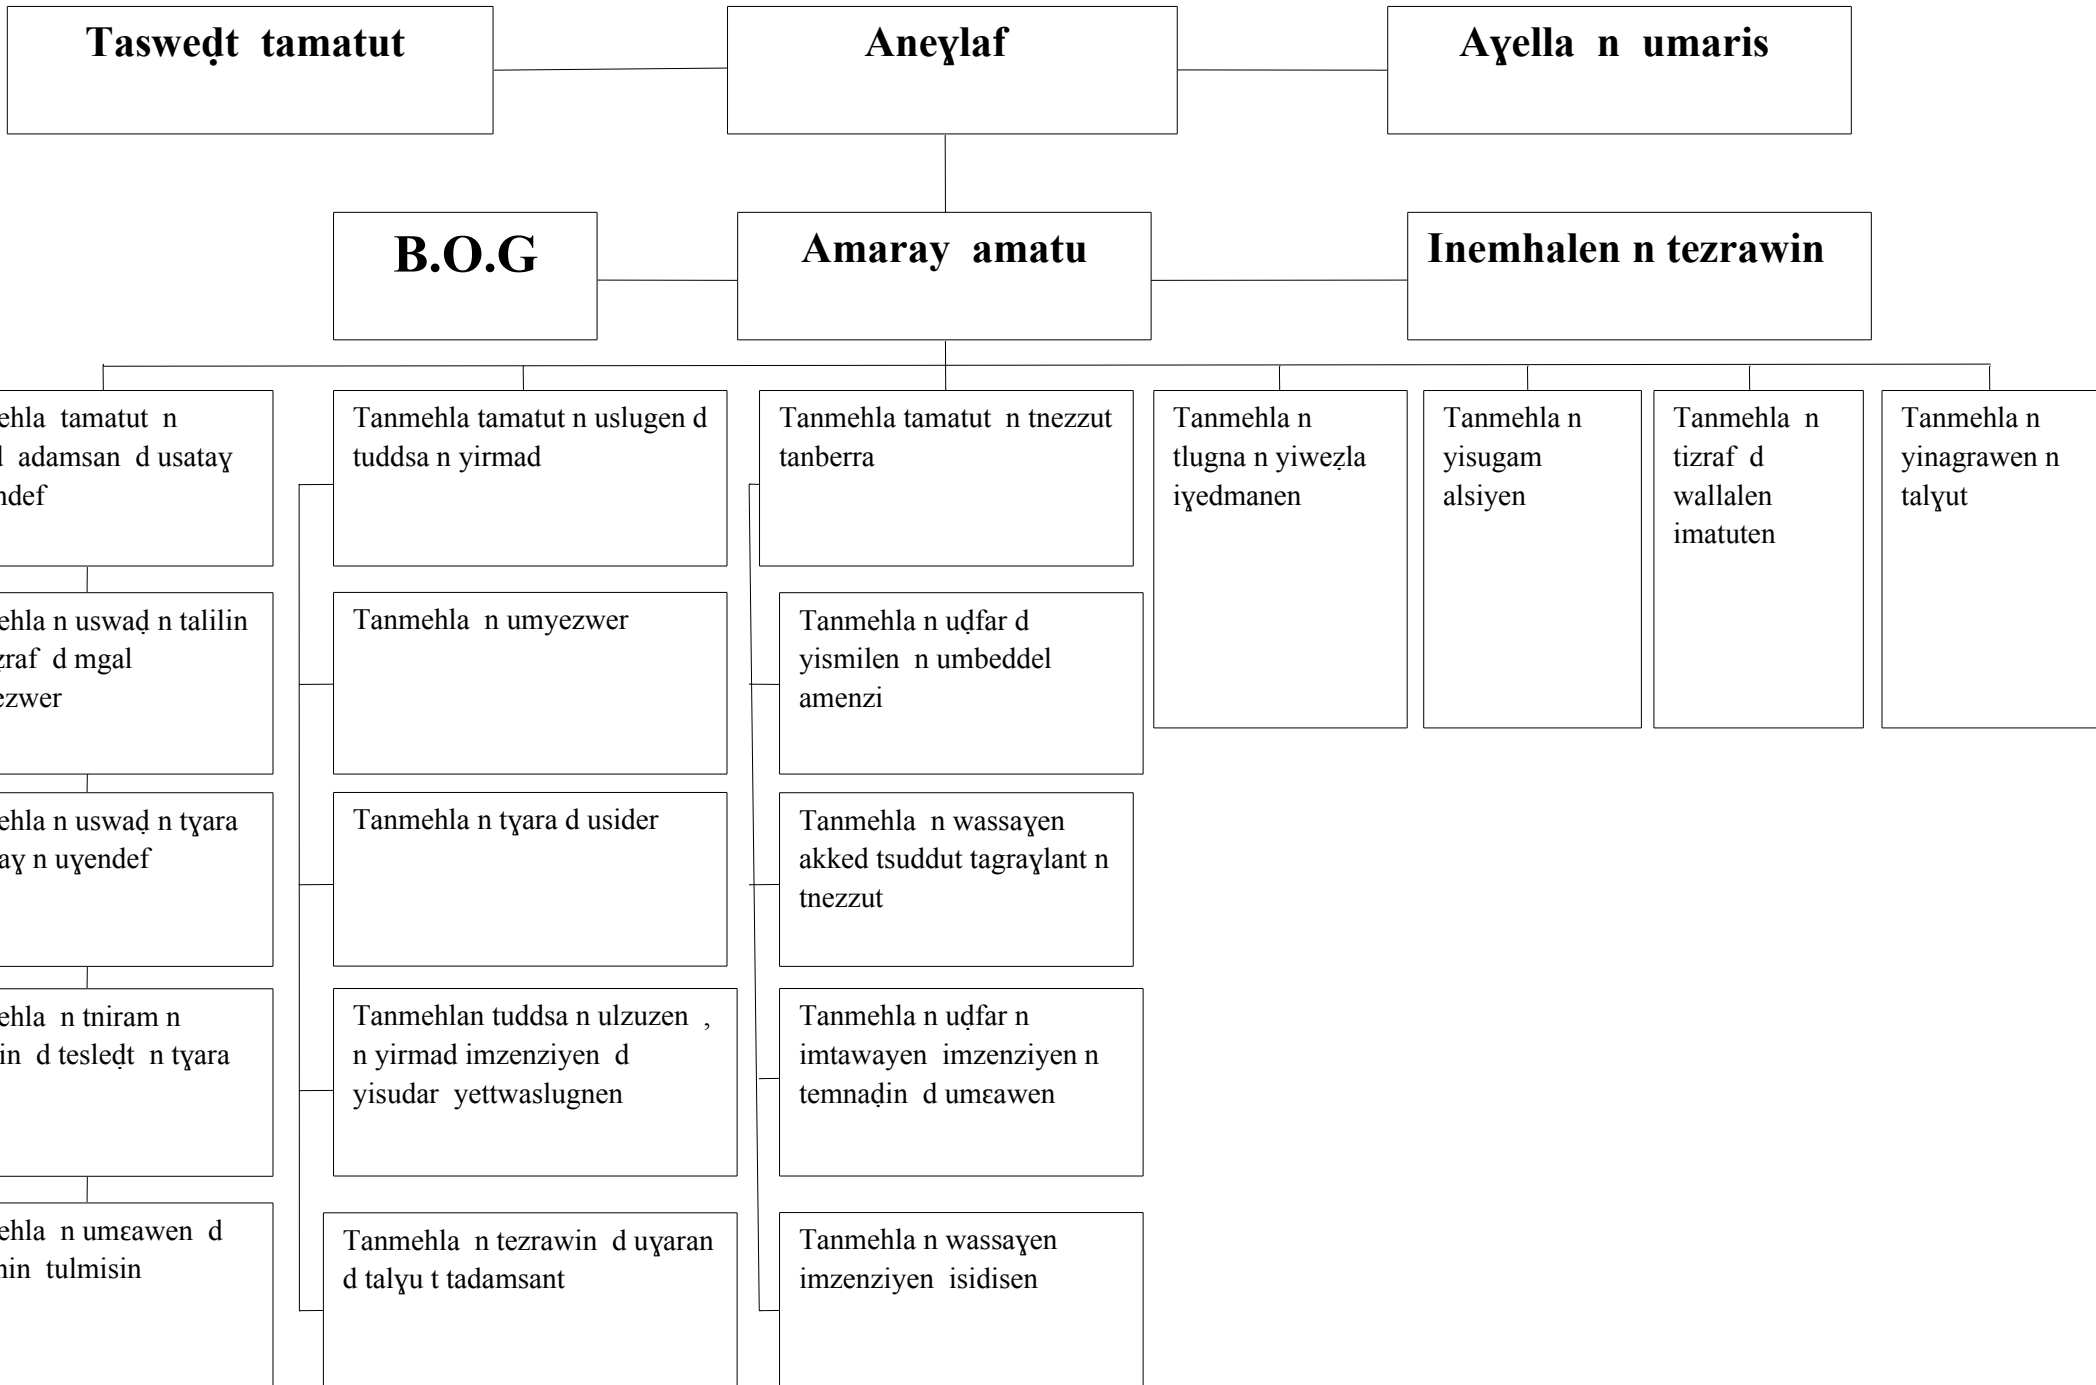 Tasweḍt tamatut
Aneɣlaf
Aɣella n umaris
B.O.G
Amaray amatu
Inemhalen n tezrawin
ehla tamatut n
adamsan d usataɣ
ndef
ehla n uswaḍ n talilin
zraf d mgal
ezwer
ehla n uswaḍ n tɣara
aɣ n uɣendef
ehla n tniram n
in d tesleḍt n tɣara
ehla n umɛawen d
nin tulmisin
Tanmehla tamatut n uslugen d
tuddsa n yirmad
Tanmehla n umyezwer
Tanmehla n tɣara d usider
Tanmehlan tuddsa n ulzuzen ,
n yirmad imzenziyen d
yisudar yettwaslugnen
Tanmehla n tezrawin d uɣaran
d talɣu t tadamsant
Tanmehla tamatut n tnezzut
tanberra
Tanmehla n uḍfar d
yismilen n umbeddel
amenzi
Tanmehla n wassaɣen
akked tsuddut tagraɣlant n
tnezzut
Tanmehla n uḍfar n
imtawayen imzenziyen n
temnaḍin d umɛawen
Tanmehla n wassaɣen
imzenziyen isidisen
Tanmehla n
tlugna n yiweẓla
iɣedmanen
Tanmehla n
yisugam
alsiyen
Tanmehla n
tizraf d
wallalen
imatuten
Tanmehla n
yinagrawen n
talɣut